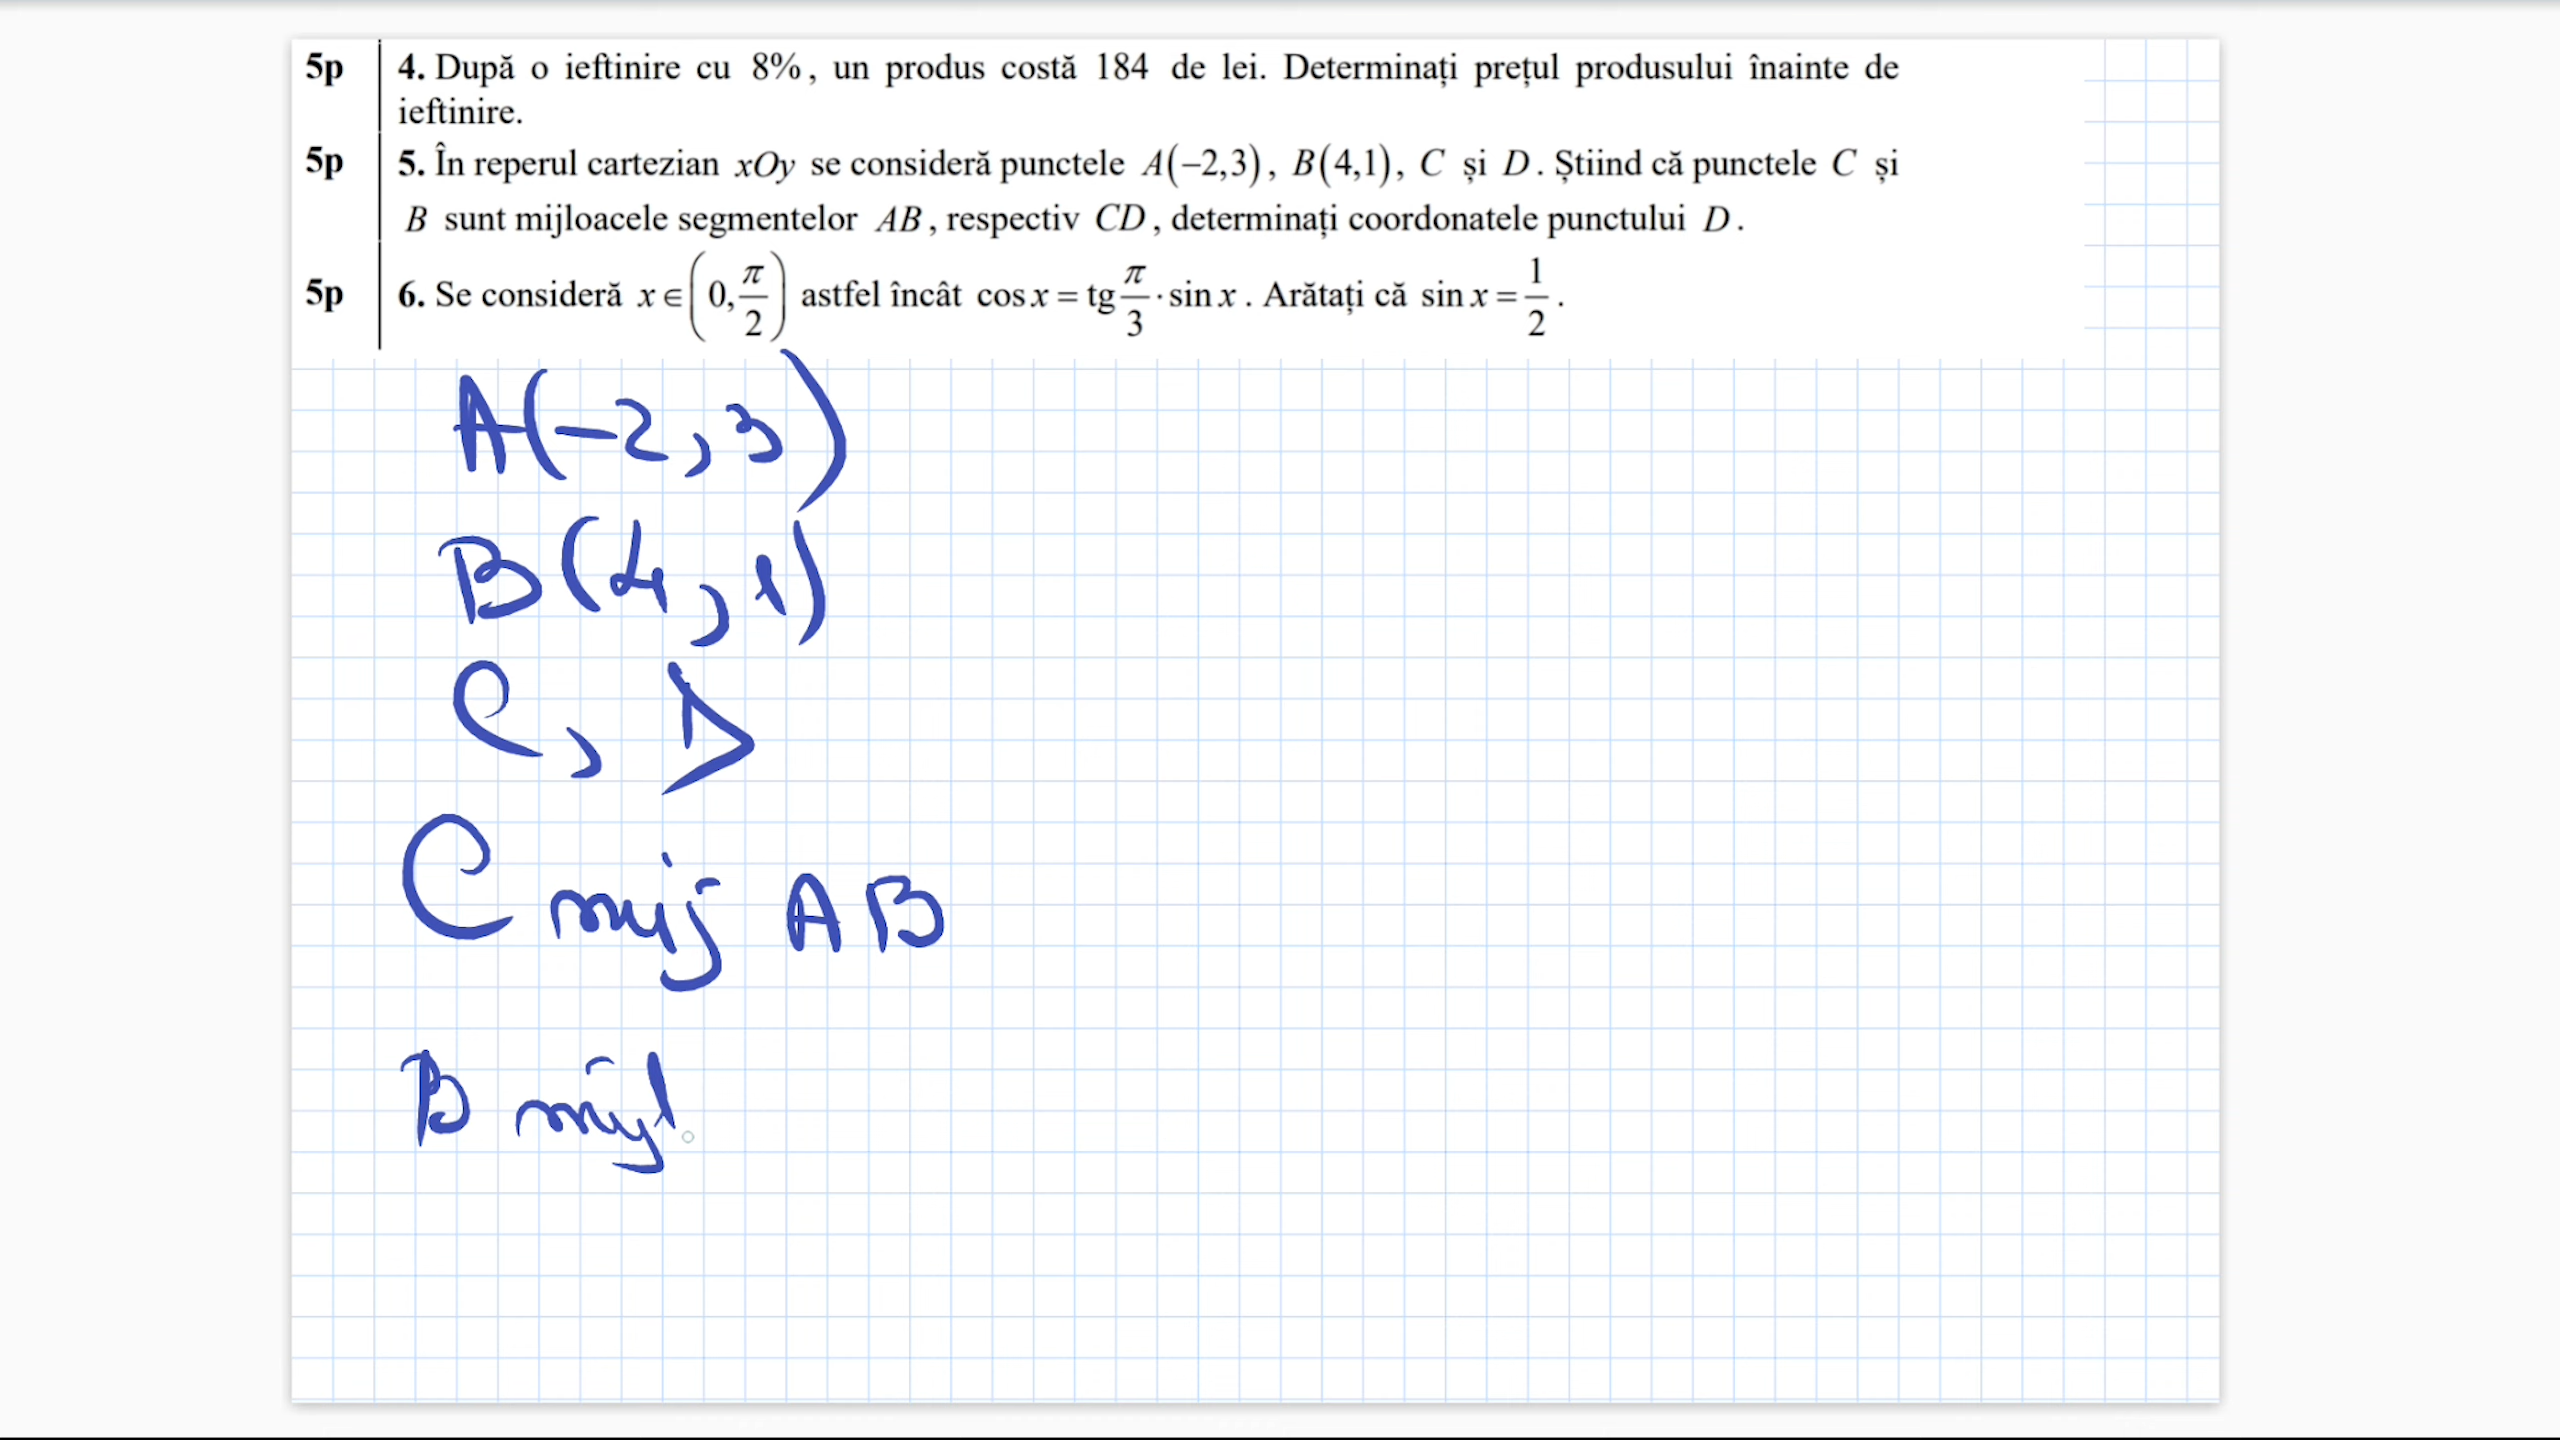 5p 4. După o ieftinire cu 8%, un produs costă 184 de lei. Determinați prețul produsului înainte de
ieftinire.
5p 5. În reperul cartezian xOy se consideră punctele A(−2,3), B(4,1), C și D. Știind că punctele C și
B sunt mijloacele segmentelor AB, respectiv CD, determinați coordonatele punctului D.
5p 6. Se consideră x∈(0,π/2) astfel încât cos x = tg π/3 · sin x. Arătați că sin x = 1/2.
A(-2,3)
B(4,1)
C, D
C mij AB
B mij